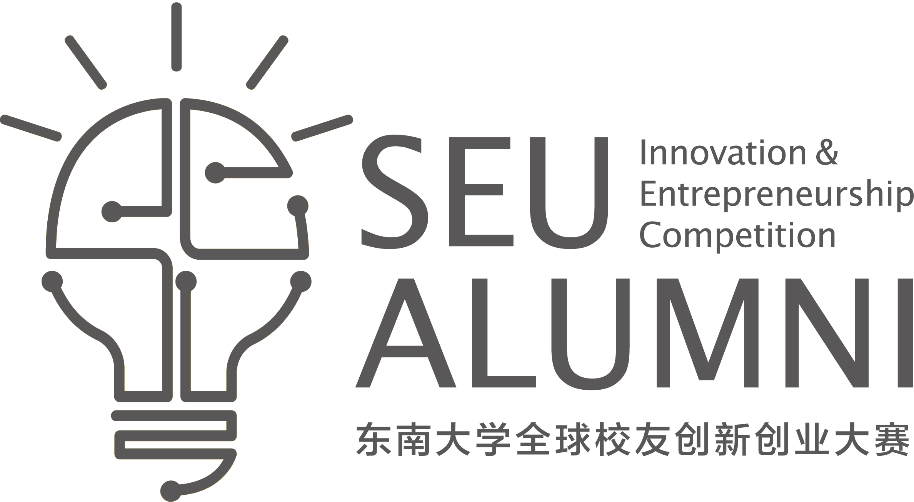 SEU
Innovation &
Entrepreneurship
Competition
ALUMNI
东南大学全球校友创新创业大赛